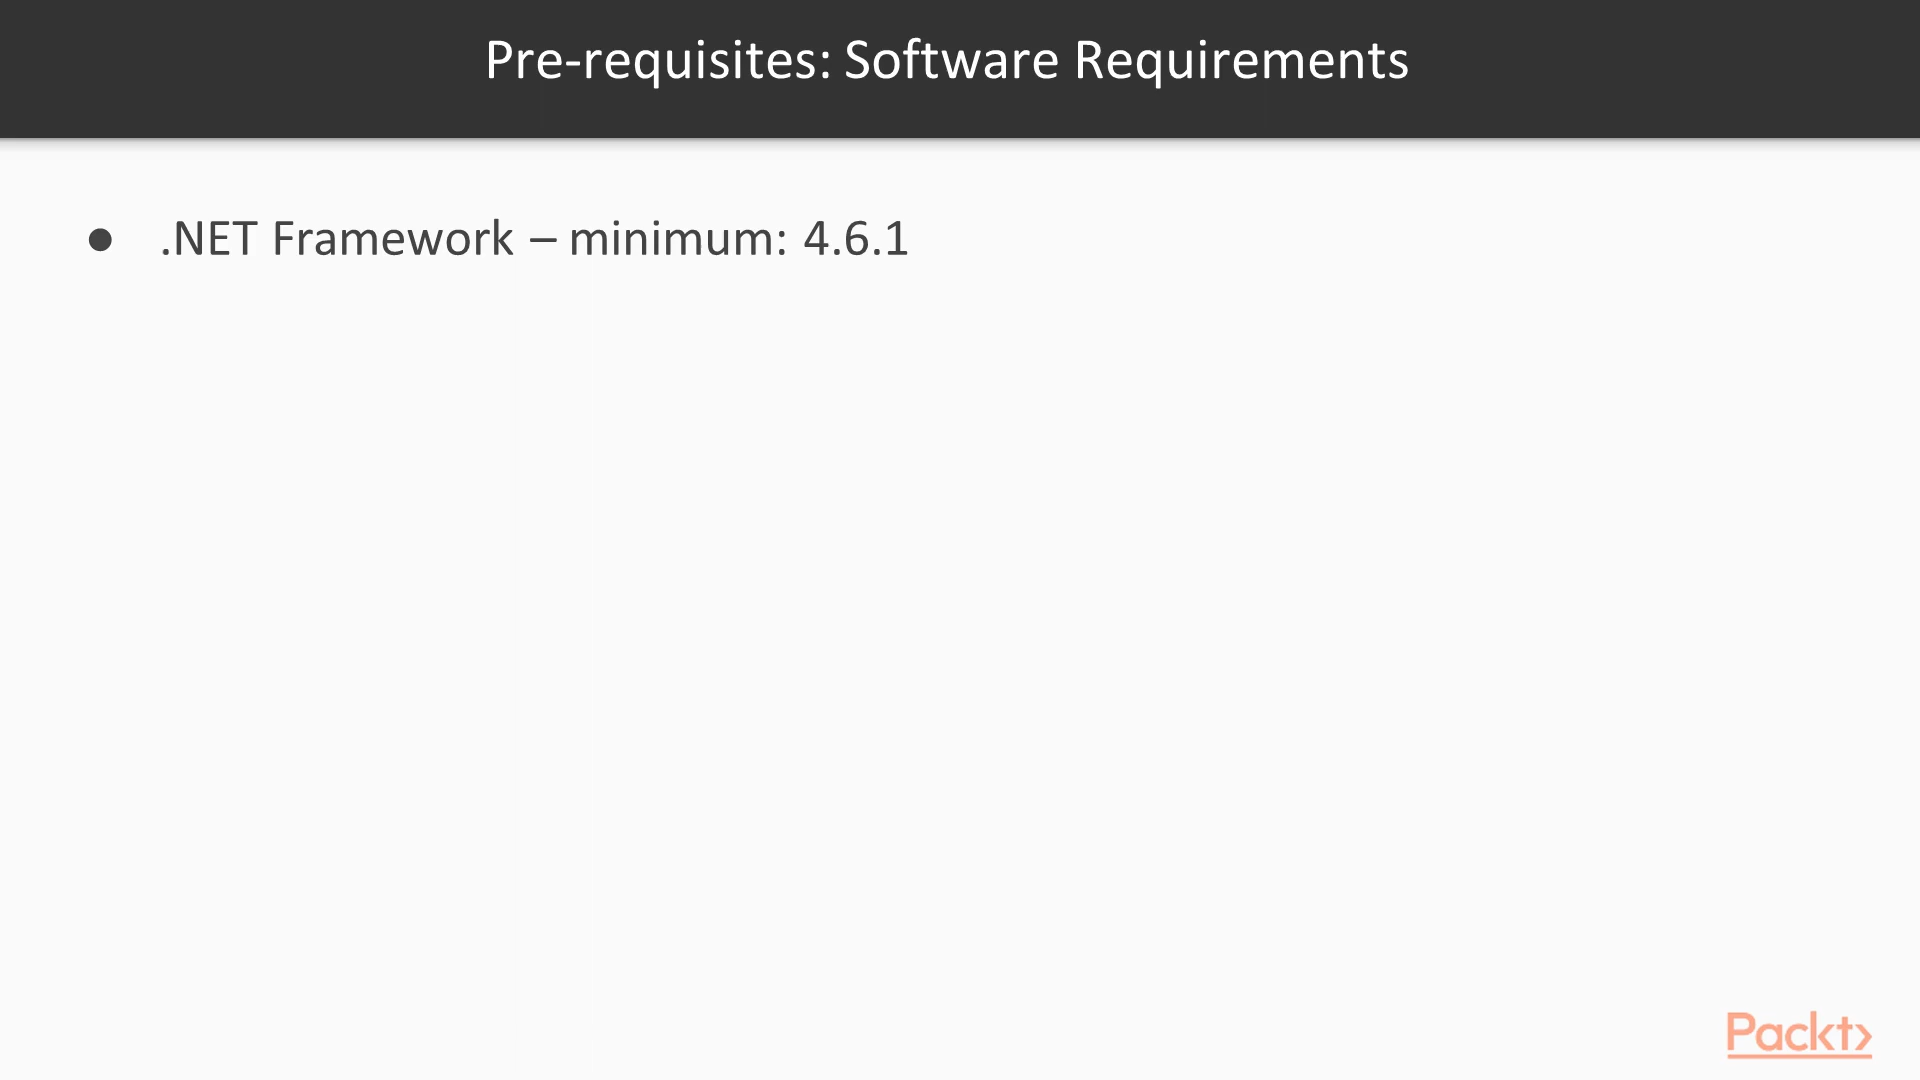 Pre-requisites: Software Requirements
● .NET Framework – minimum: 4.6.1
Packt>